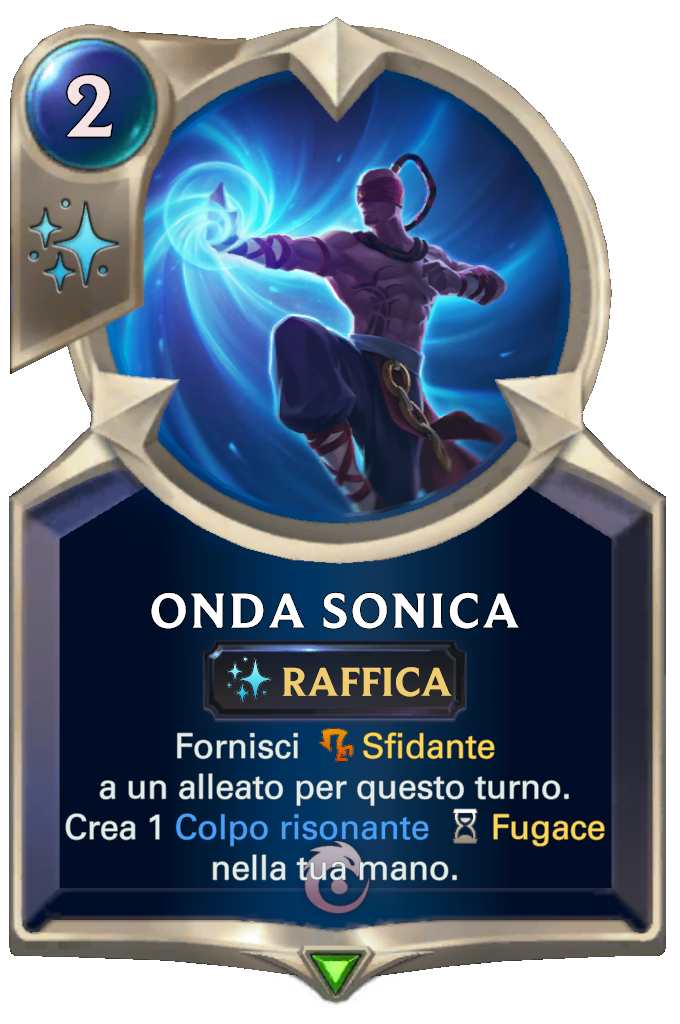 2
ONDA SONICA
RAFFICA
Fornisci Sfidante
a un alleato per questo turno.
Crea 1 Colpo risonante Fugace
nella tua mano.